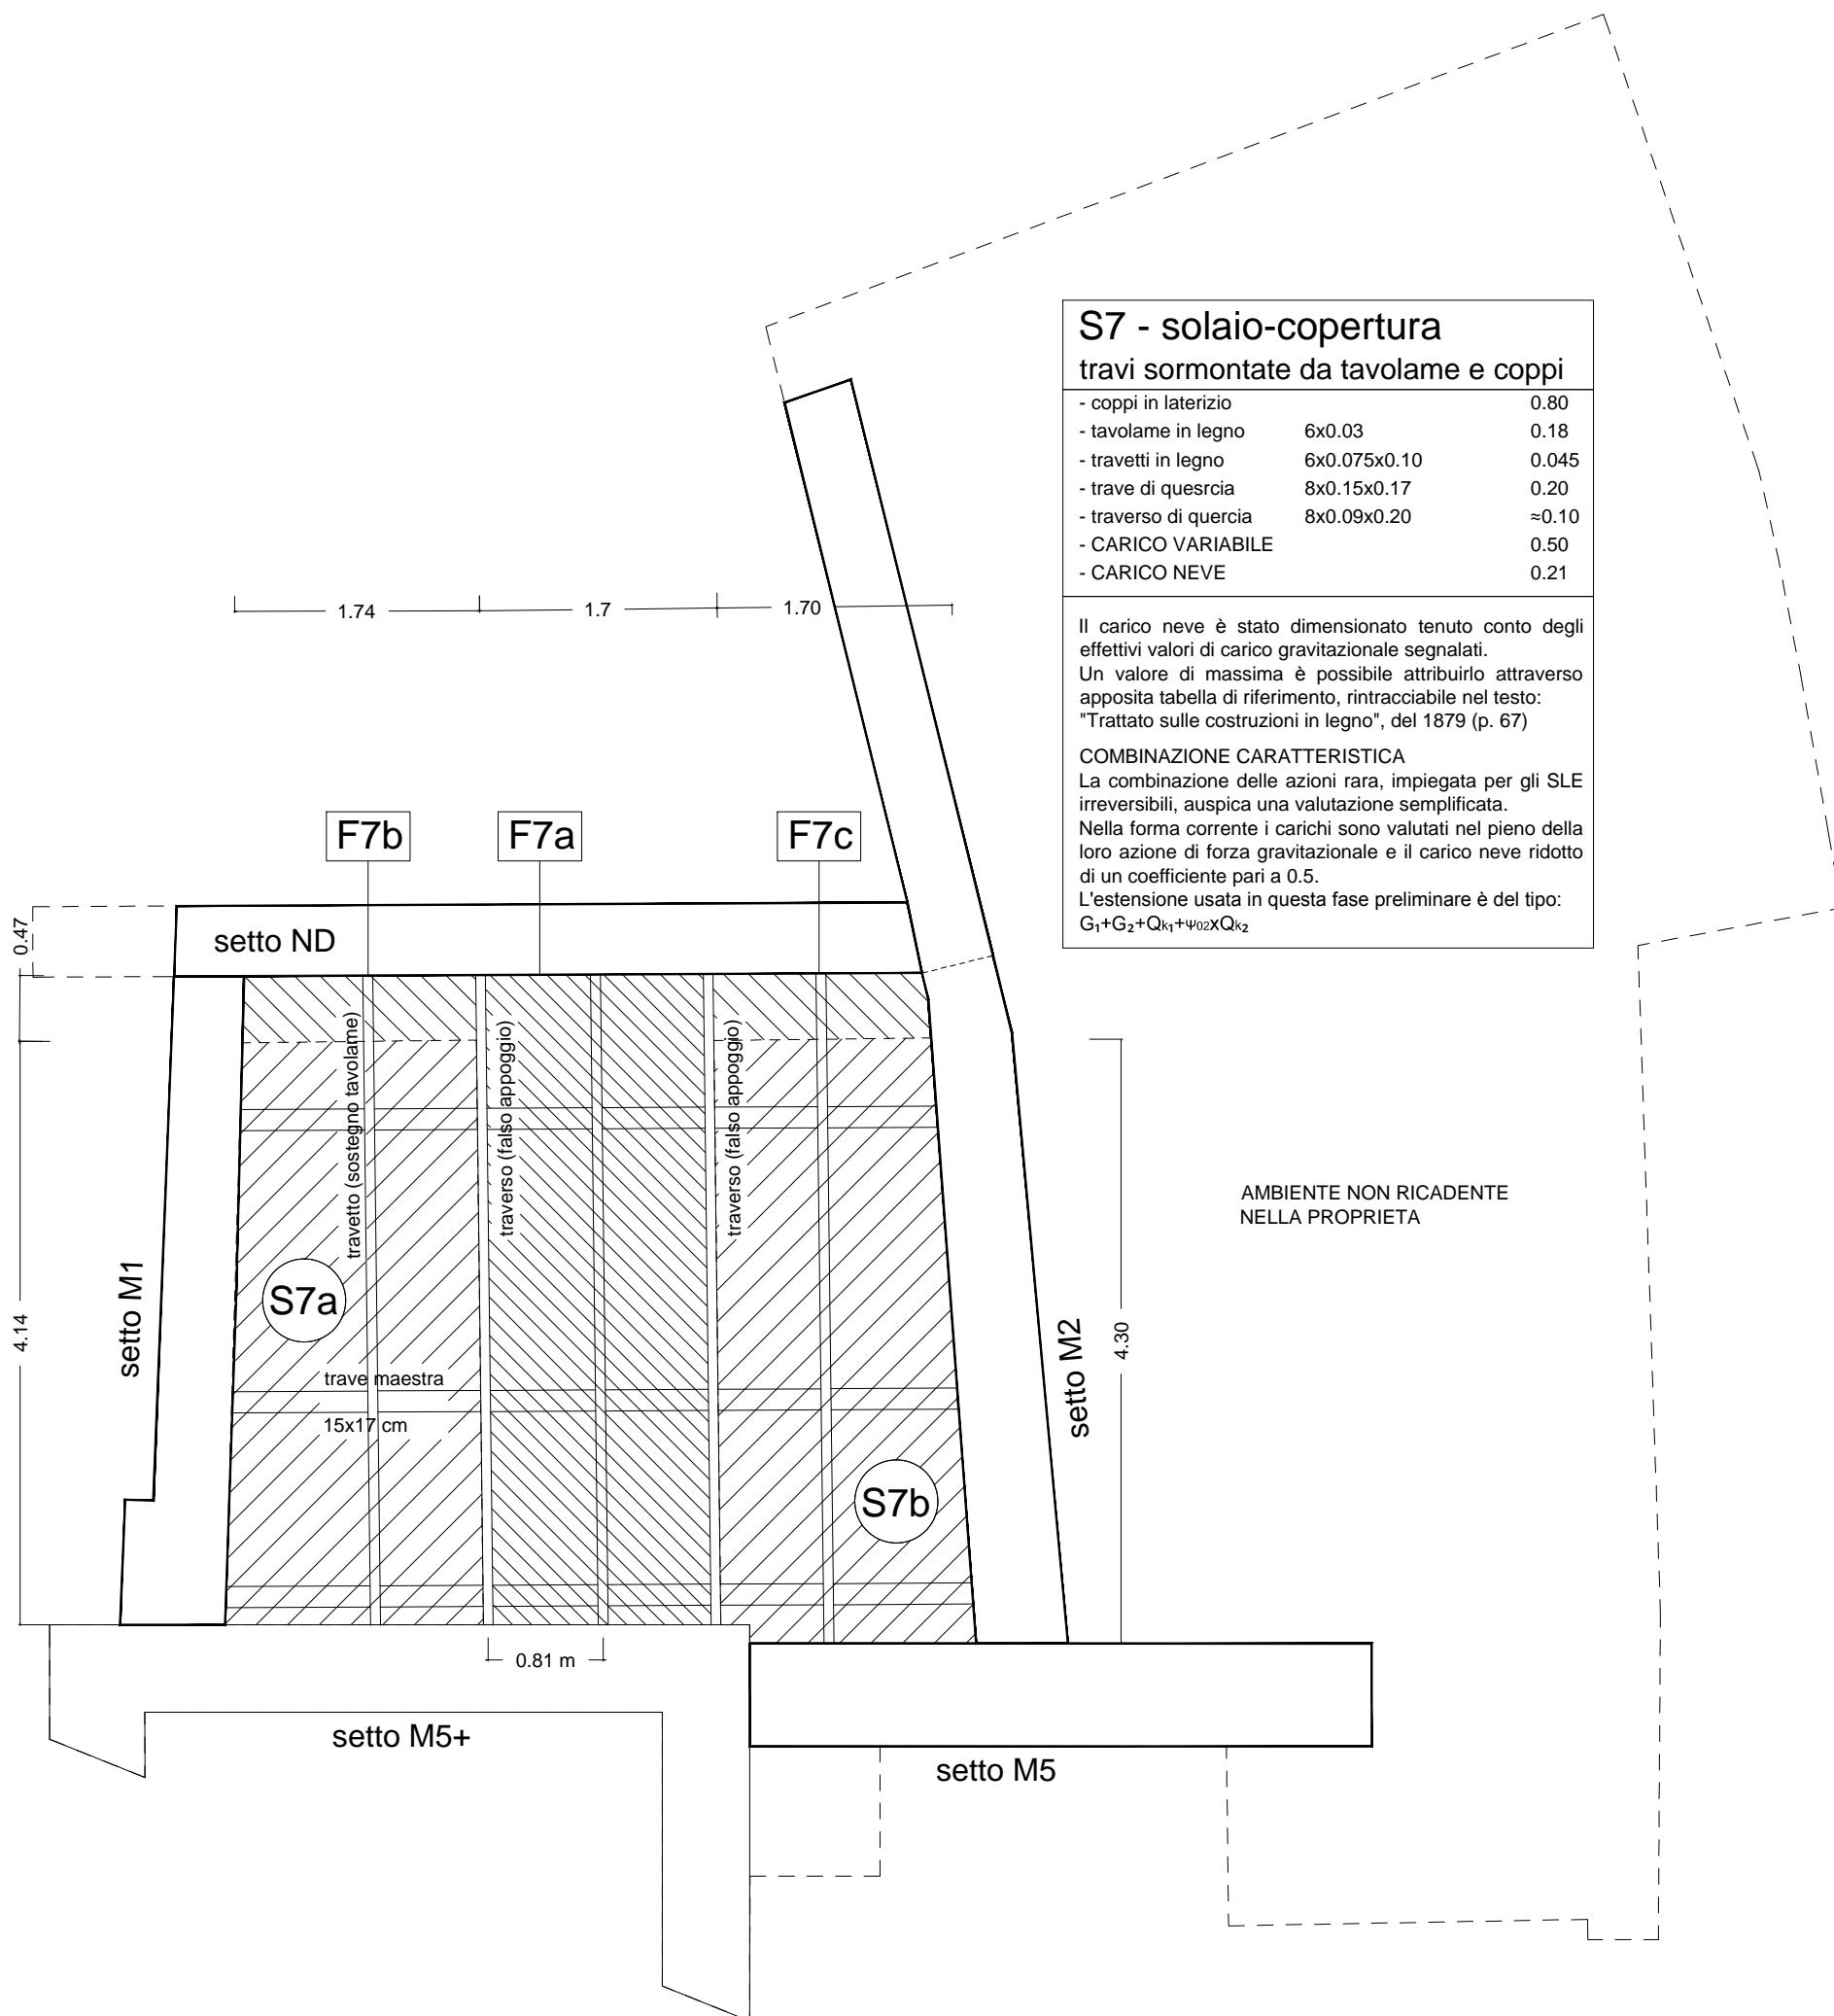 S7 - solaio-copertura
travi sormontate da tavolame e coppi
- coppi in laterizio 0.80
- tavolame in legno 6x0.03 0.18
- travetti in legno 6x0.075x0.10 0.045
- trave di quesrcia 8x0.15x0.17 0.20
- traverso di quercia 8x0.09x0.20 ≈0.10
- CARICO VARIABILE 0.50
- CARICO NEVE 0.21
Il carico neve è stato dimensionato tenuto conto degli
effettivi valori di carico gravitazionale segnalati.
Un valore di massima è possibile attribuirlo attraverso
apposita tabella di riferimento, rintracciabile nel testo:
"Trattato sulle costruzioni in legno", del 1879 (p. 67)
COMBINAZIONE CARATTERISTICA
La combinazione delle azioni rara, impiegata per gli SLE
irreversibili, auspica una valutazione semplificata.
Nella forma corrente i carichi sono valutati nel pieno della
loro azione di forza gravitazionale e il carico neve ridotto
di un coefficiente pari a 0.5.
L'estensione usata in questa fase preliminare è del tipo:
G₁+G₂+Qk₁+ψ₀₂xQk₂
1.74
1.7
1.70
F7b
F7a
F7c
0.47
setto ND
travetto (sostegno tavolame)
traverso (falso appoggio)
traverso (falso appoggio)
AMBIENTE NON RICADENTE
NELLA PROPRIETA
S7a
setto M1
4.14
4.30
setto M2
trave maestra
15x17 cm
S7b
0.81 m
setto M5+
setto M5